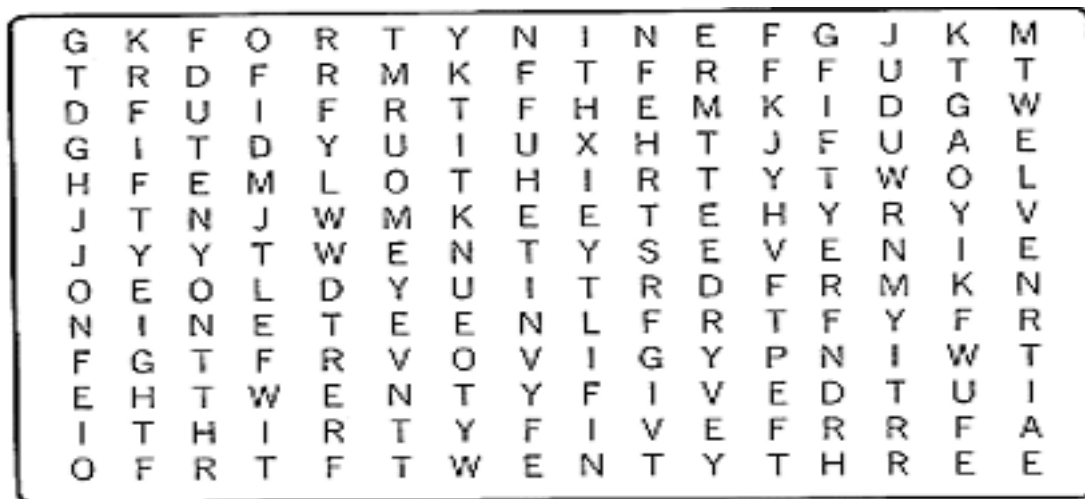 G K F O R T Y N I N E F G J K M
T R D F R M K F T F R F F U T T
D F U I F R T F H E M K I D G W
G I T D Y U I U X H T J F U A E
H F E M L O T H I R T Y T W O L
J T N J W M K E E T E H Y R Y V
J Y Y T W E N T Y S E V E N I E
O E O L D Y U I T R D F R M K N
N I N E T E E N L F R T F Y F R
F G T F R V O V I G Y P N I W T
E H T W E N T Y F I V E D T U I
I T H I R T Y F I V E F R R F A
O F R T F T W E N T Y T H R E E